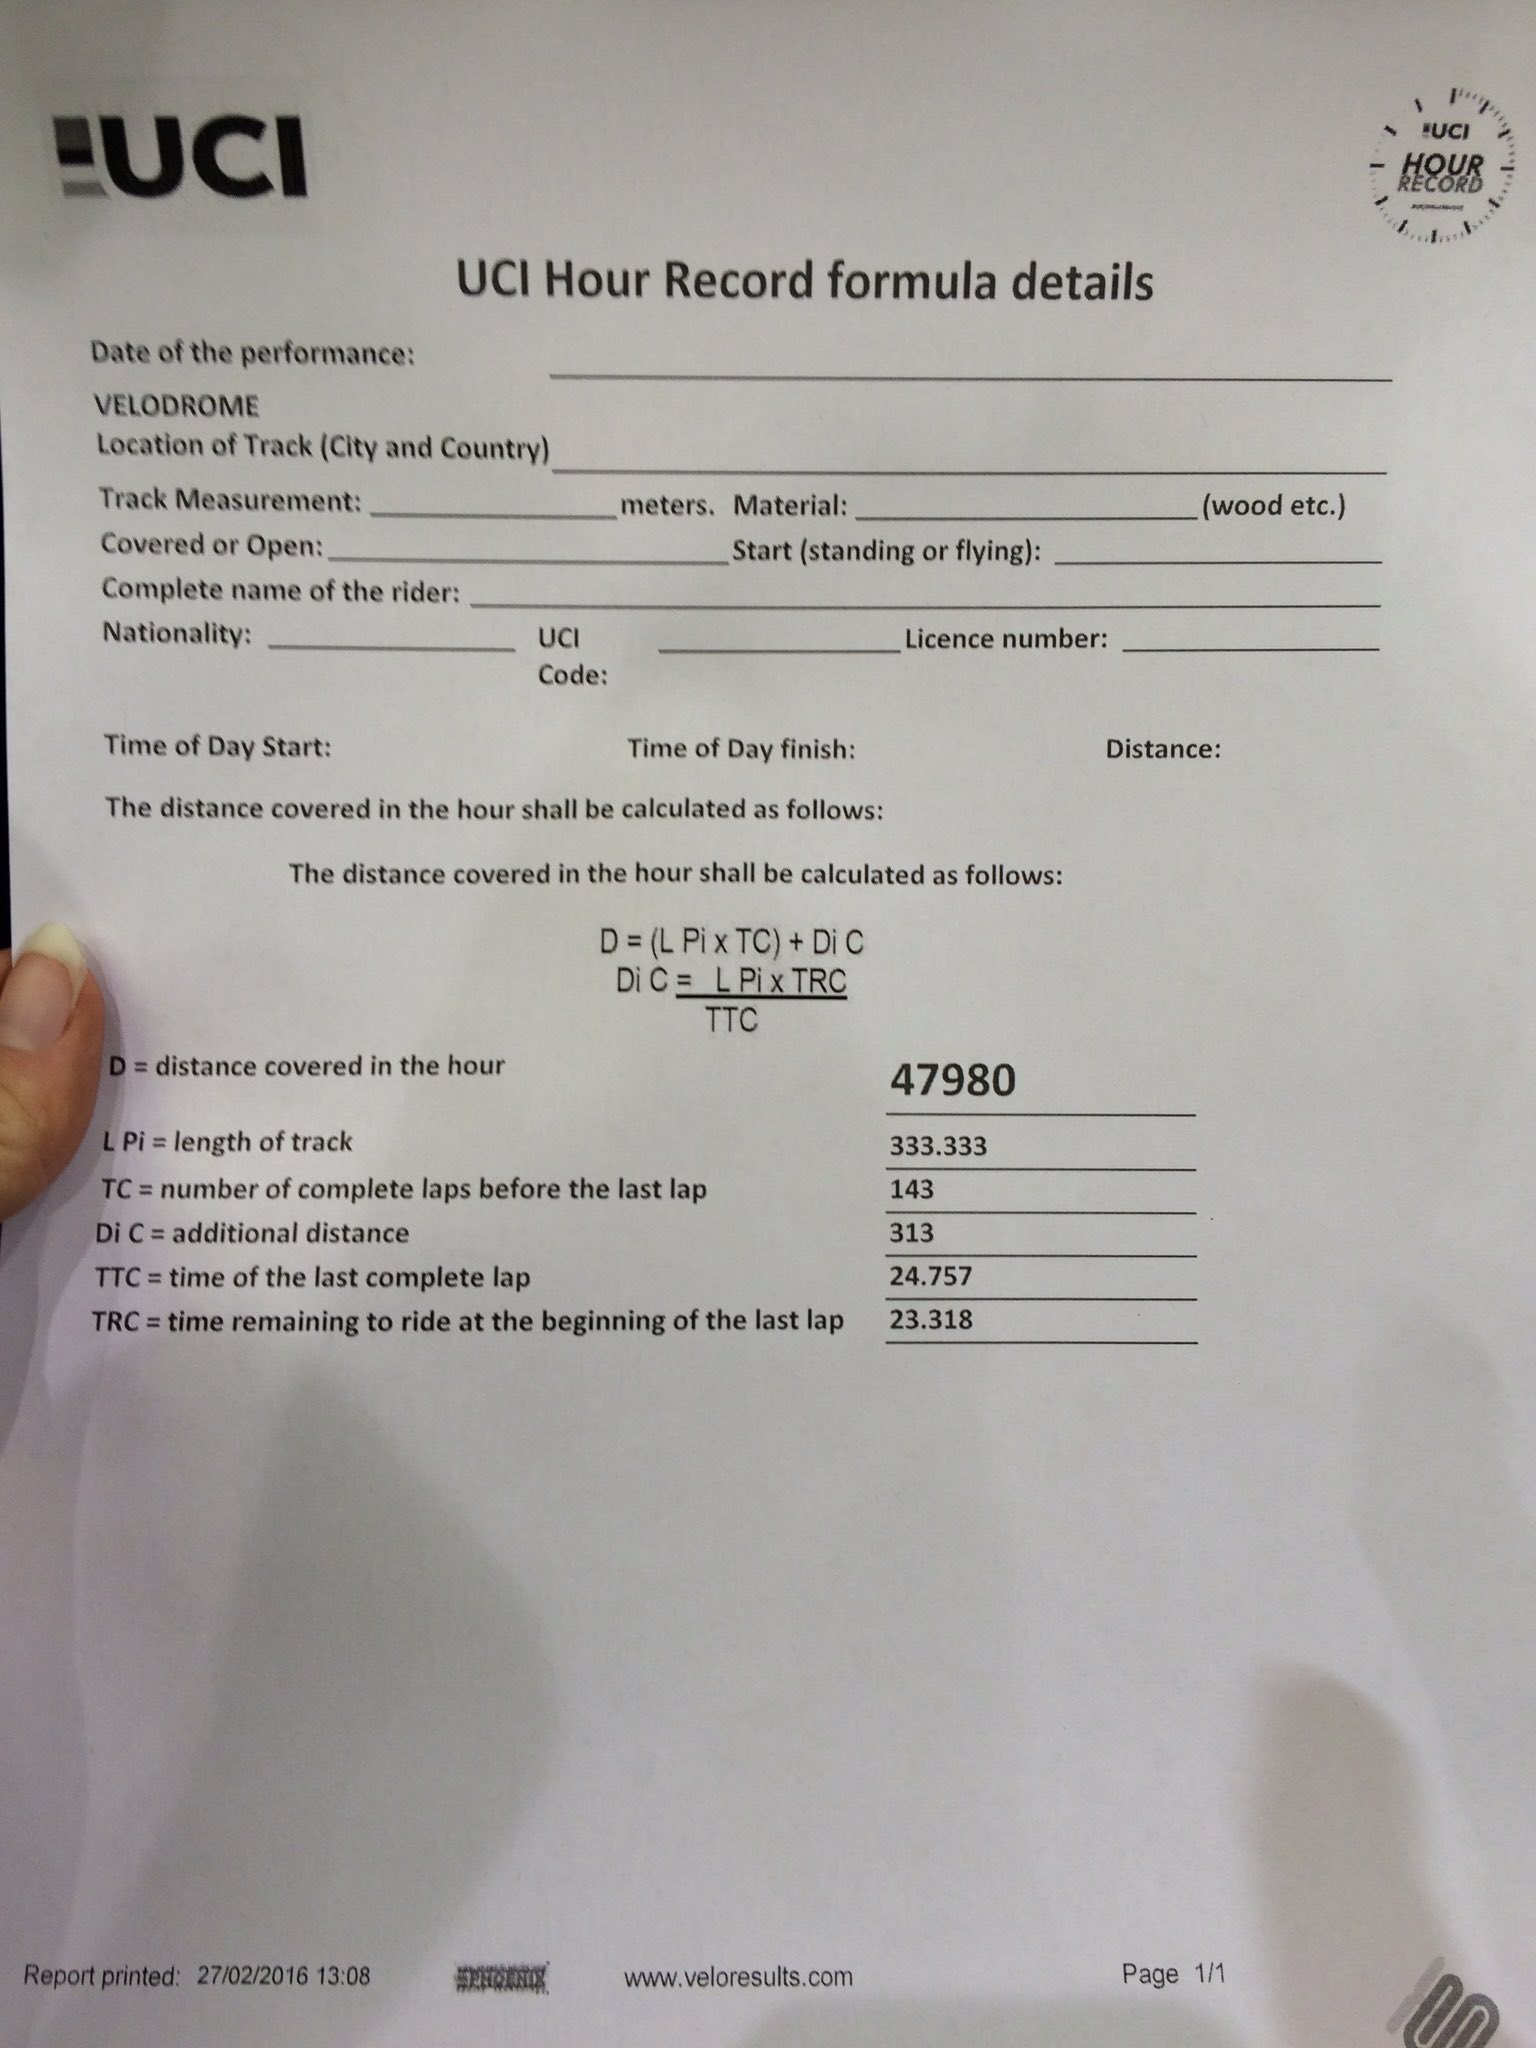 UCI
UCI
HOUR
RECORD
UCI Hour Record formula details
Date of the performance:
VELODROME
Location of Track (City and Country)
Track Measurement: meters. Material: (wood etc.)
Covered or Open: Start (standing or flying):
Complete name of the rider:
Nationality: UCI Code: Licence number:
Time of Day Start: Time of Day finish: Distance:
The distance covered in the hour shall be calculated as follows:
The distance covered in the hour shall be calculated as follows:
D = (L Pi x TC) + Di C
Di C = L Pi x TRC
TTC
D = distance covered in the hour 47980
L Pi = length of track 333.333
TC = number of complete laps before the last lap 143
Di C = additional distance 313
TTC = time of the last complete lap 24.757
TRC = time remaining to ride at the beginning of the last lap 23.318
Report printed: 27/02/2016 13:08 www.veloresults.com Page 1/1